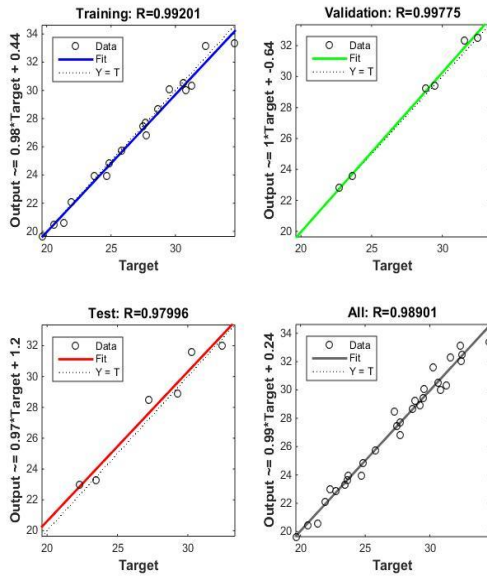 Training: R=0.99201
Output ~= 0.98*Target + 0.44
34
32
30
28
26
24
22
20
Data
Fit
Y = T
20
25
30
Target
Validation: R=0.99775
Output ~= 1*Target + -0.64
32
30
28
26
24
22
20
Data
Fit
Y = T
20
25
30
Target
Test: R=0.97996
Output ~= 0.97*Target + 1.2
32
30
28
26
24
22
20
Data
Fit
Y = T
20
25
30
Target
All: R=0.98901
Output ~= 0.99*Target + 0.24
34
32
30
28
26
24
22
20
Data
Fit
Y = T
20
25
30
Target